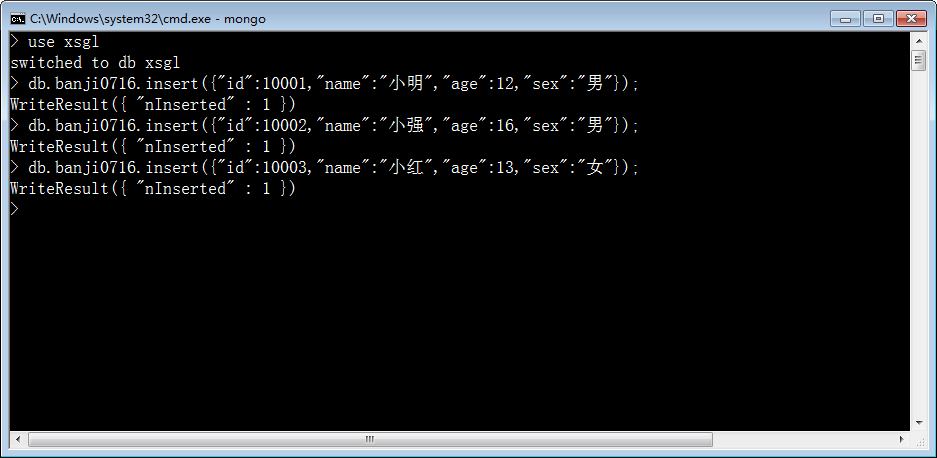 C:\Windows\system32\cmd.exe - mongo
> use xsgl
switched to db xsgl
> db.banji0716.insert({"id":10001,"name":"小明","age":12,"sex":"男"});
WriteResult({ "nInserted" : 1 })
> db.banji0716.insert({"id":10002,"name":"小强","age":16,"sex":"男"});
WriteResult({ "nInserted" : 1 })
> db.banji0716.insert({"id":10003,"name":"小红","age":13,"sex":"女"});
WriteResult({ "nInserted" : 1 })
>